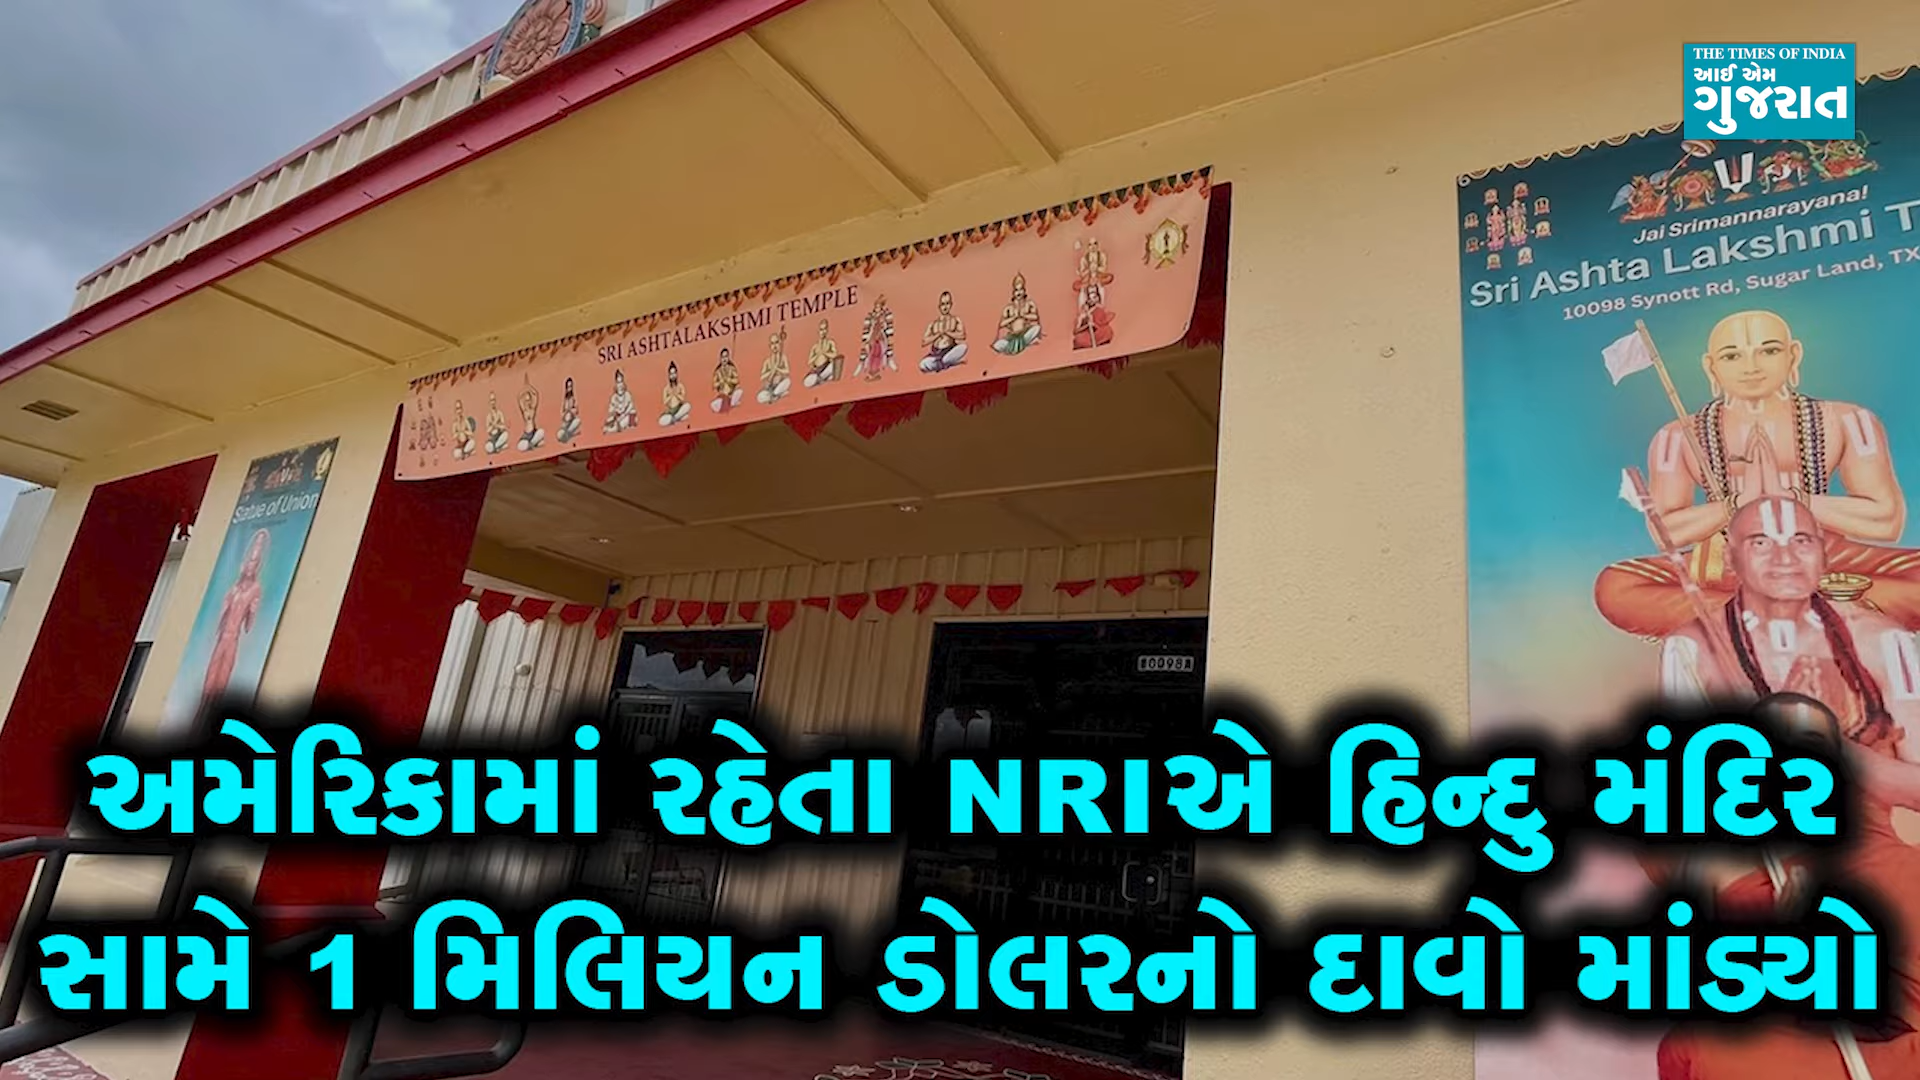 THE TIMES OF INDIA
આઈ એમ
ગુજરાત
SRI ASHTALAKSHMI TEMPLE
Jai Srimannarayana!
Sri Ashta Lakshmi
10098 Synott Rd, Sugar Land, TX
Statue of Union
અમેરિકામાં રહેતા NRIએ હિન્દુ મંદિર
સામે 1 મિલિયન ડોલરનો દાવો માંડ્યો